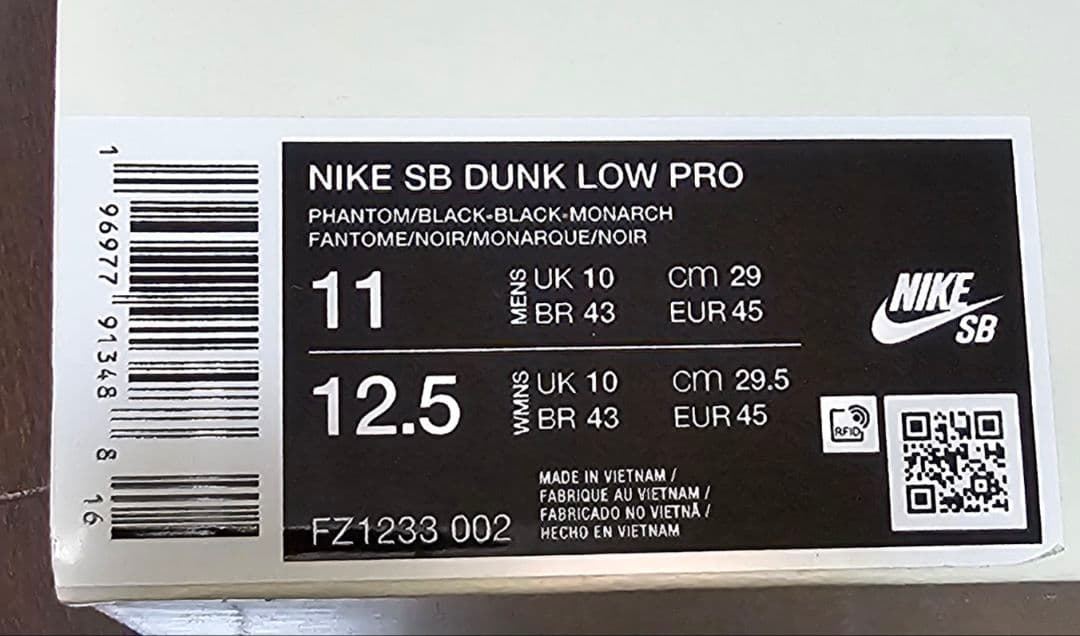 NIKE SB DUNK LOW PRO
PHANTOM/BLACK-BLACK-MONARCH
FANTOME/NOIR/MONARQUE/NOIR
11 MENS UK 10 cm 29
BR 43 EUR 45
12.5 WMNS UK 10 cm 29.5
BR 43 EUR 45
NIKE
SB
RFID
MADE IN VIETNAM /
FABRIQUE AU VIETNAM /
FABRICADO NO VIETNÃ /
HECHO EN VIETNAM
FZ1233 002
1 96977 91348 8 16